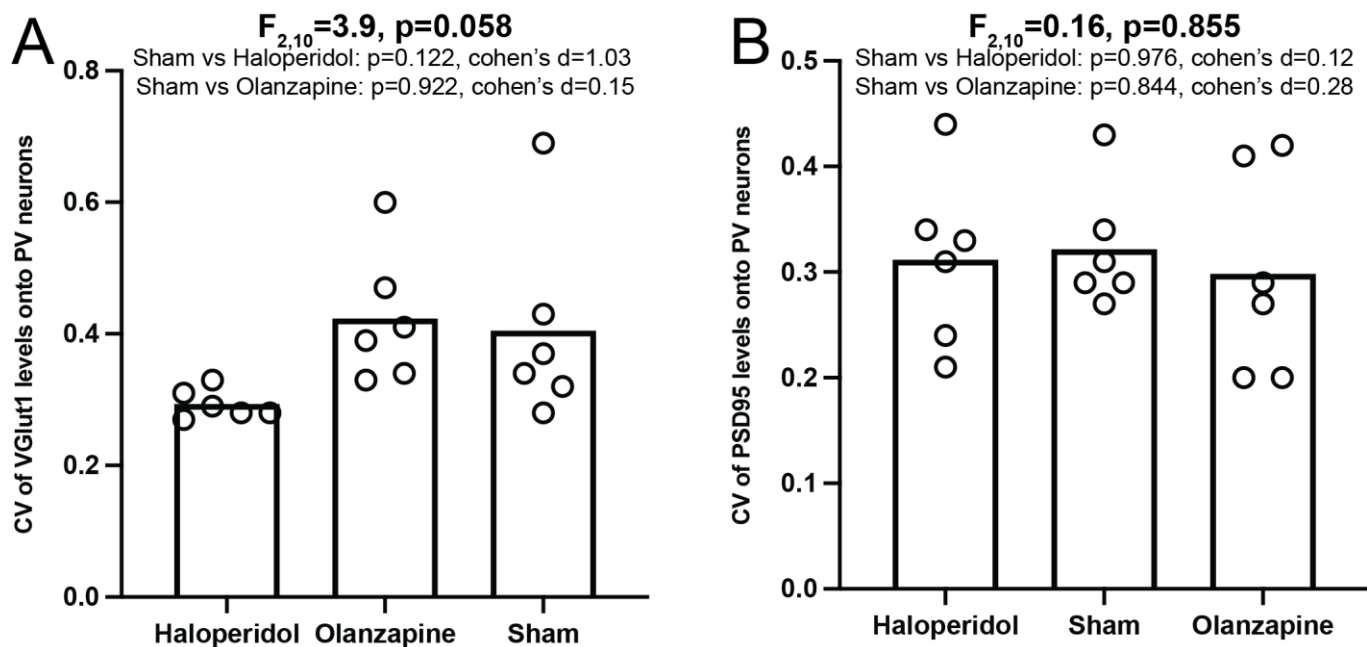 A
F2,10=3.9, p=0.058
Sham vs Haloperidol: p=0.122, cohen's d=1.03
Sham vs Olanzapine: p=0.922, cohen's d=0.15
CV of VGlut1 levels onto PV neurons
0.8
0.6
0.4
0.2
0.0
Haloperidol Olanzapine Sham
B
F2,10=0.16, p=0.855
Sham vs Haloperidol: p=0.976, cohen's d=0.12
Sham vs Olanzapine: p=0.844, cohen's d=0.28
CV of PSD95 levels onto PV neurons
0.5
0.4
0.3
0.2
0.1
0.0
Haloperidol Sham Olanzapine